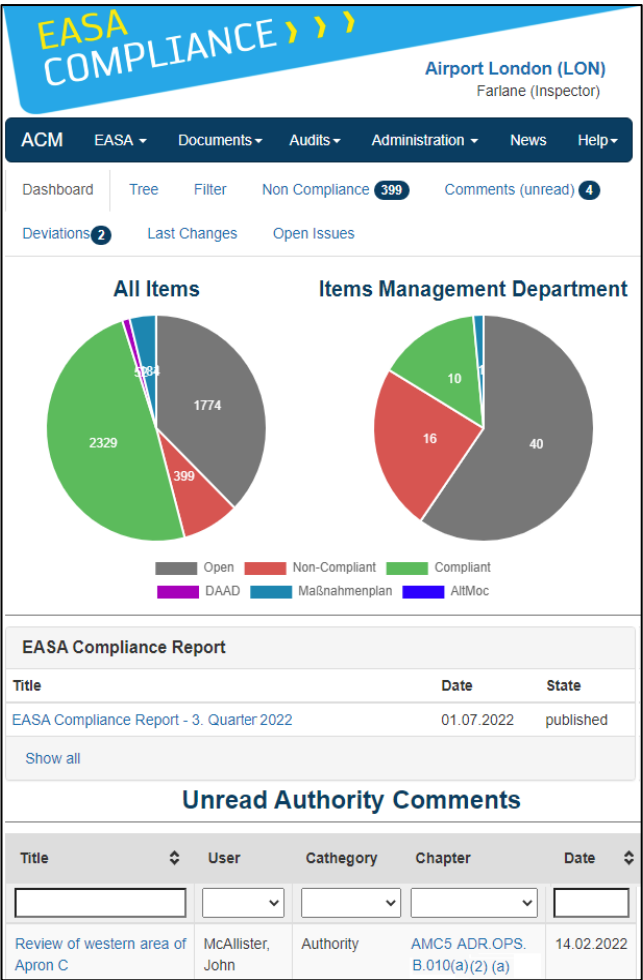 EASA
COMPLIANCE
Airport London (LON)
Farlane (Inspector)
ACM EASA Documents Audits Administration News Help
Dashboard Tree Filter Non Compliance 399 Comments (unread) 4
Deviations 2 Last Changes Open Issues
All Items Items Management Department
1774
399
2329
40
16
10
1
Open Non-Compliant Compliant
DAAD Maßnahmenplan AltMoc
EASA Compliance Report
Title Date State
EASA Compliance Report - 3. Quarter 2022 01.07.2022 published
Show all
Unread Authority Comments
Title User Cathegory Chapter Date
Review of western area of McAllister, Authority AMC5 ADR.OPS. 14.02.2022
Apron C John B.010(a)(2) (a)